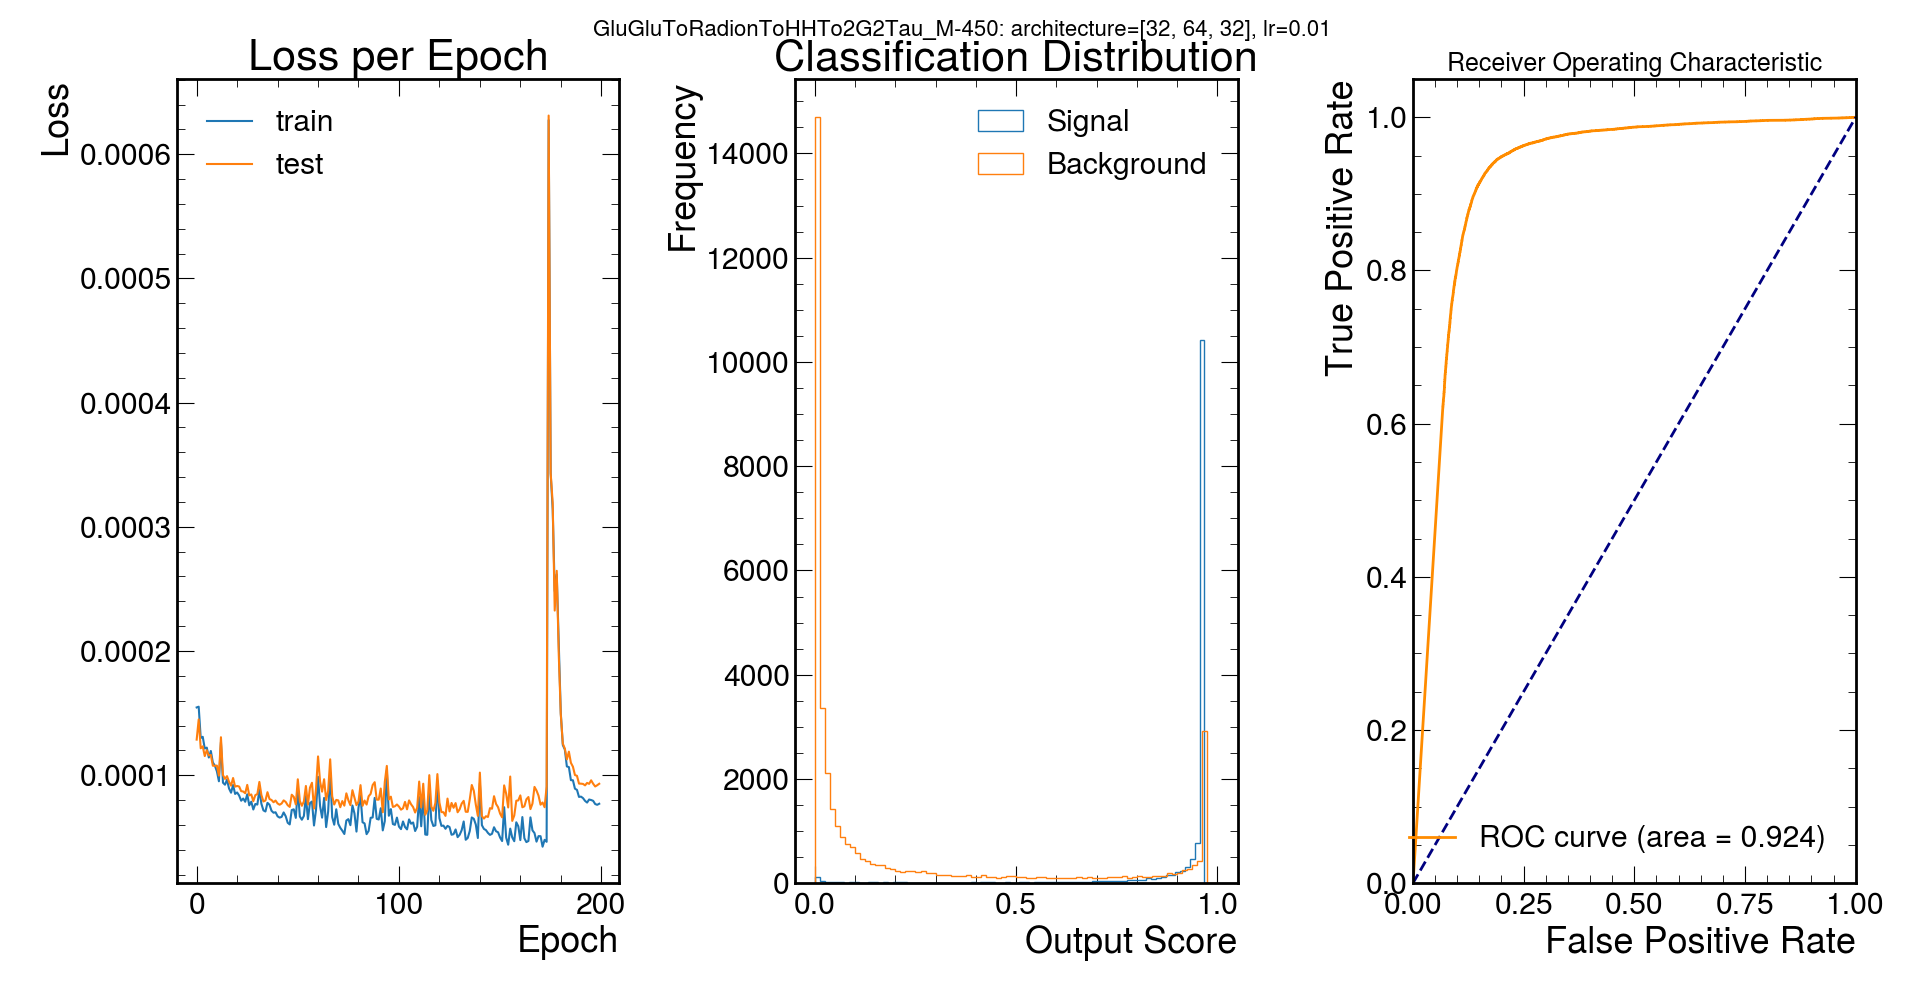 GluGluToRadionToHHTo2G2Tau_M-450: architecture=[32, 64, 32], lr=0.01
Loss per Epoch
Loss
train
test
0.0006
0.0005
0.0004
0.0003
0.0002
0.0001
0 100 200
Epoch
Classification Distribution
Frequency
Signal
Background
14000
12000
10000
8000
6000
4000
2000
0
0.0 0.5 1.0
Output Score
Receiver Operating Characteristic
True Positive Rate
1.0
0.8
0.6
0.4
0.2
0.0
ROC curve (area = 0.924)
0.00 0.25 0.50 0.75 1.00
False Positive Rate